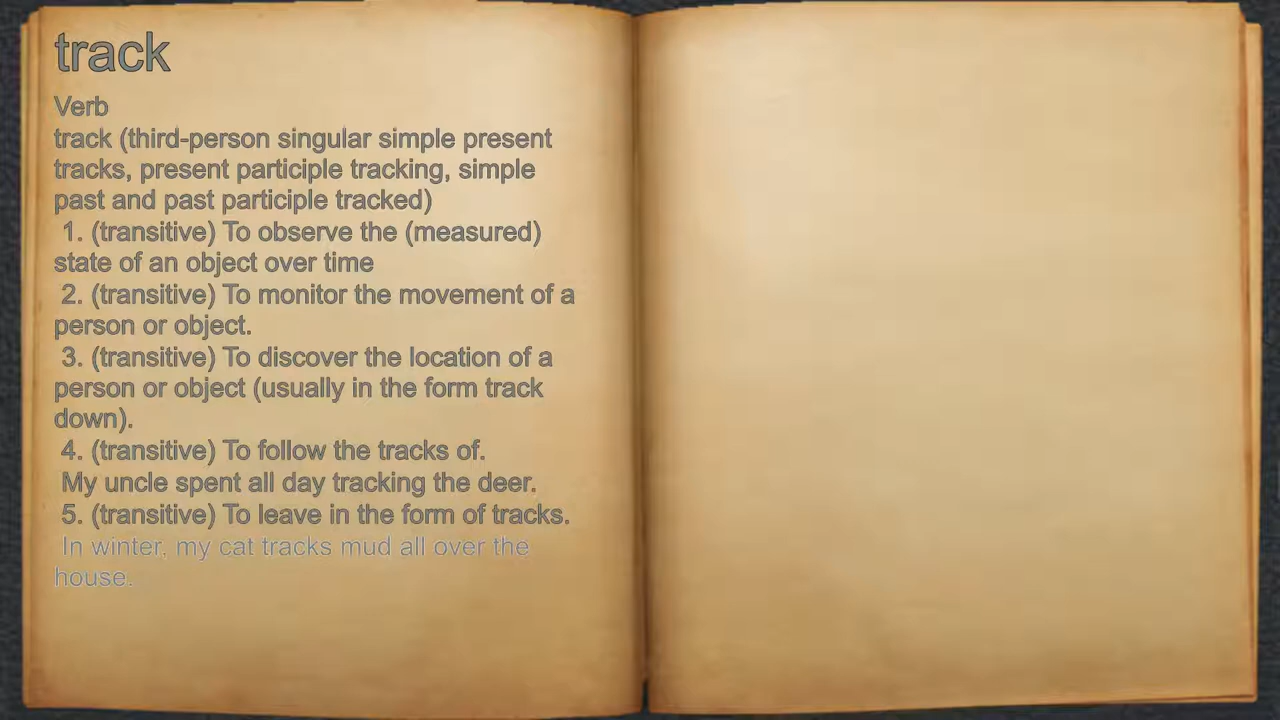 track
Verb
track (third-person singular simple present
tracks, present participle tracking, simple
past and past participle tracked)
1. (transitive) To observe the (measured)
state of an object over time
2. (transitive) To monitor the movement of a
person or object.
3. (transitive) To discover the location of a
person or object (usually in the form track
down).
4. (transitive) To follow the tracks of.
My uncle spent all day tracking the deer.
5. (transitive) To leave in the form of tracks.
In winter, my cat tracks mud all over the
house.